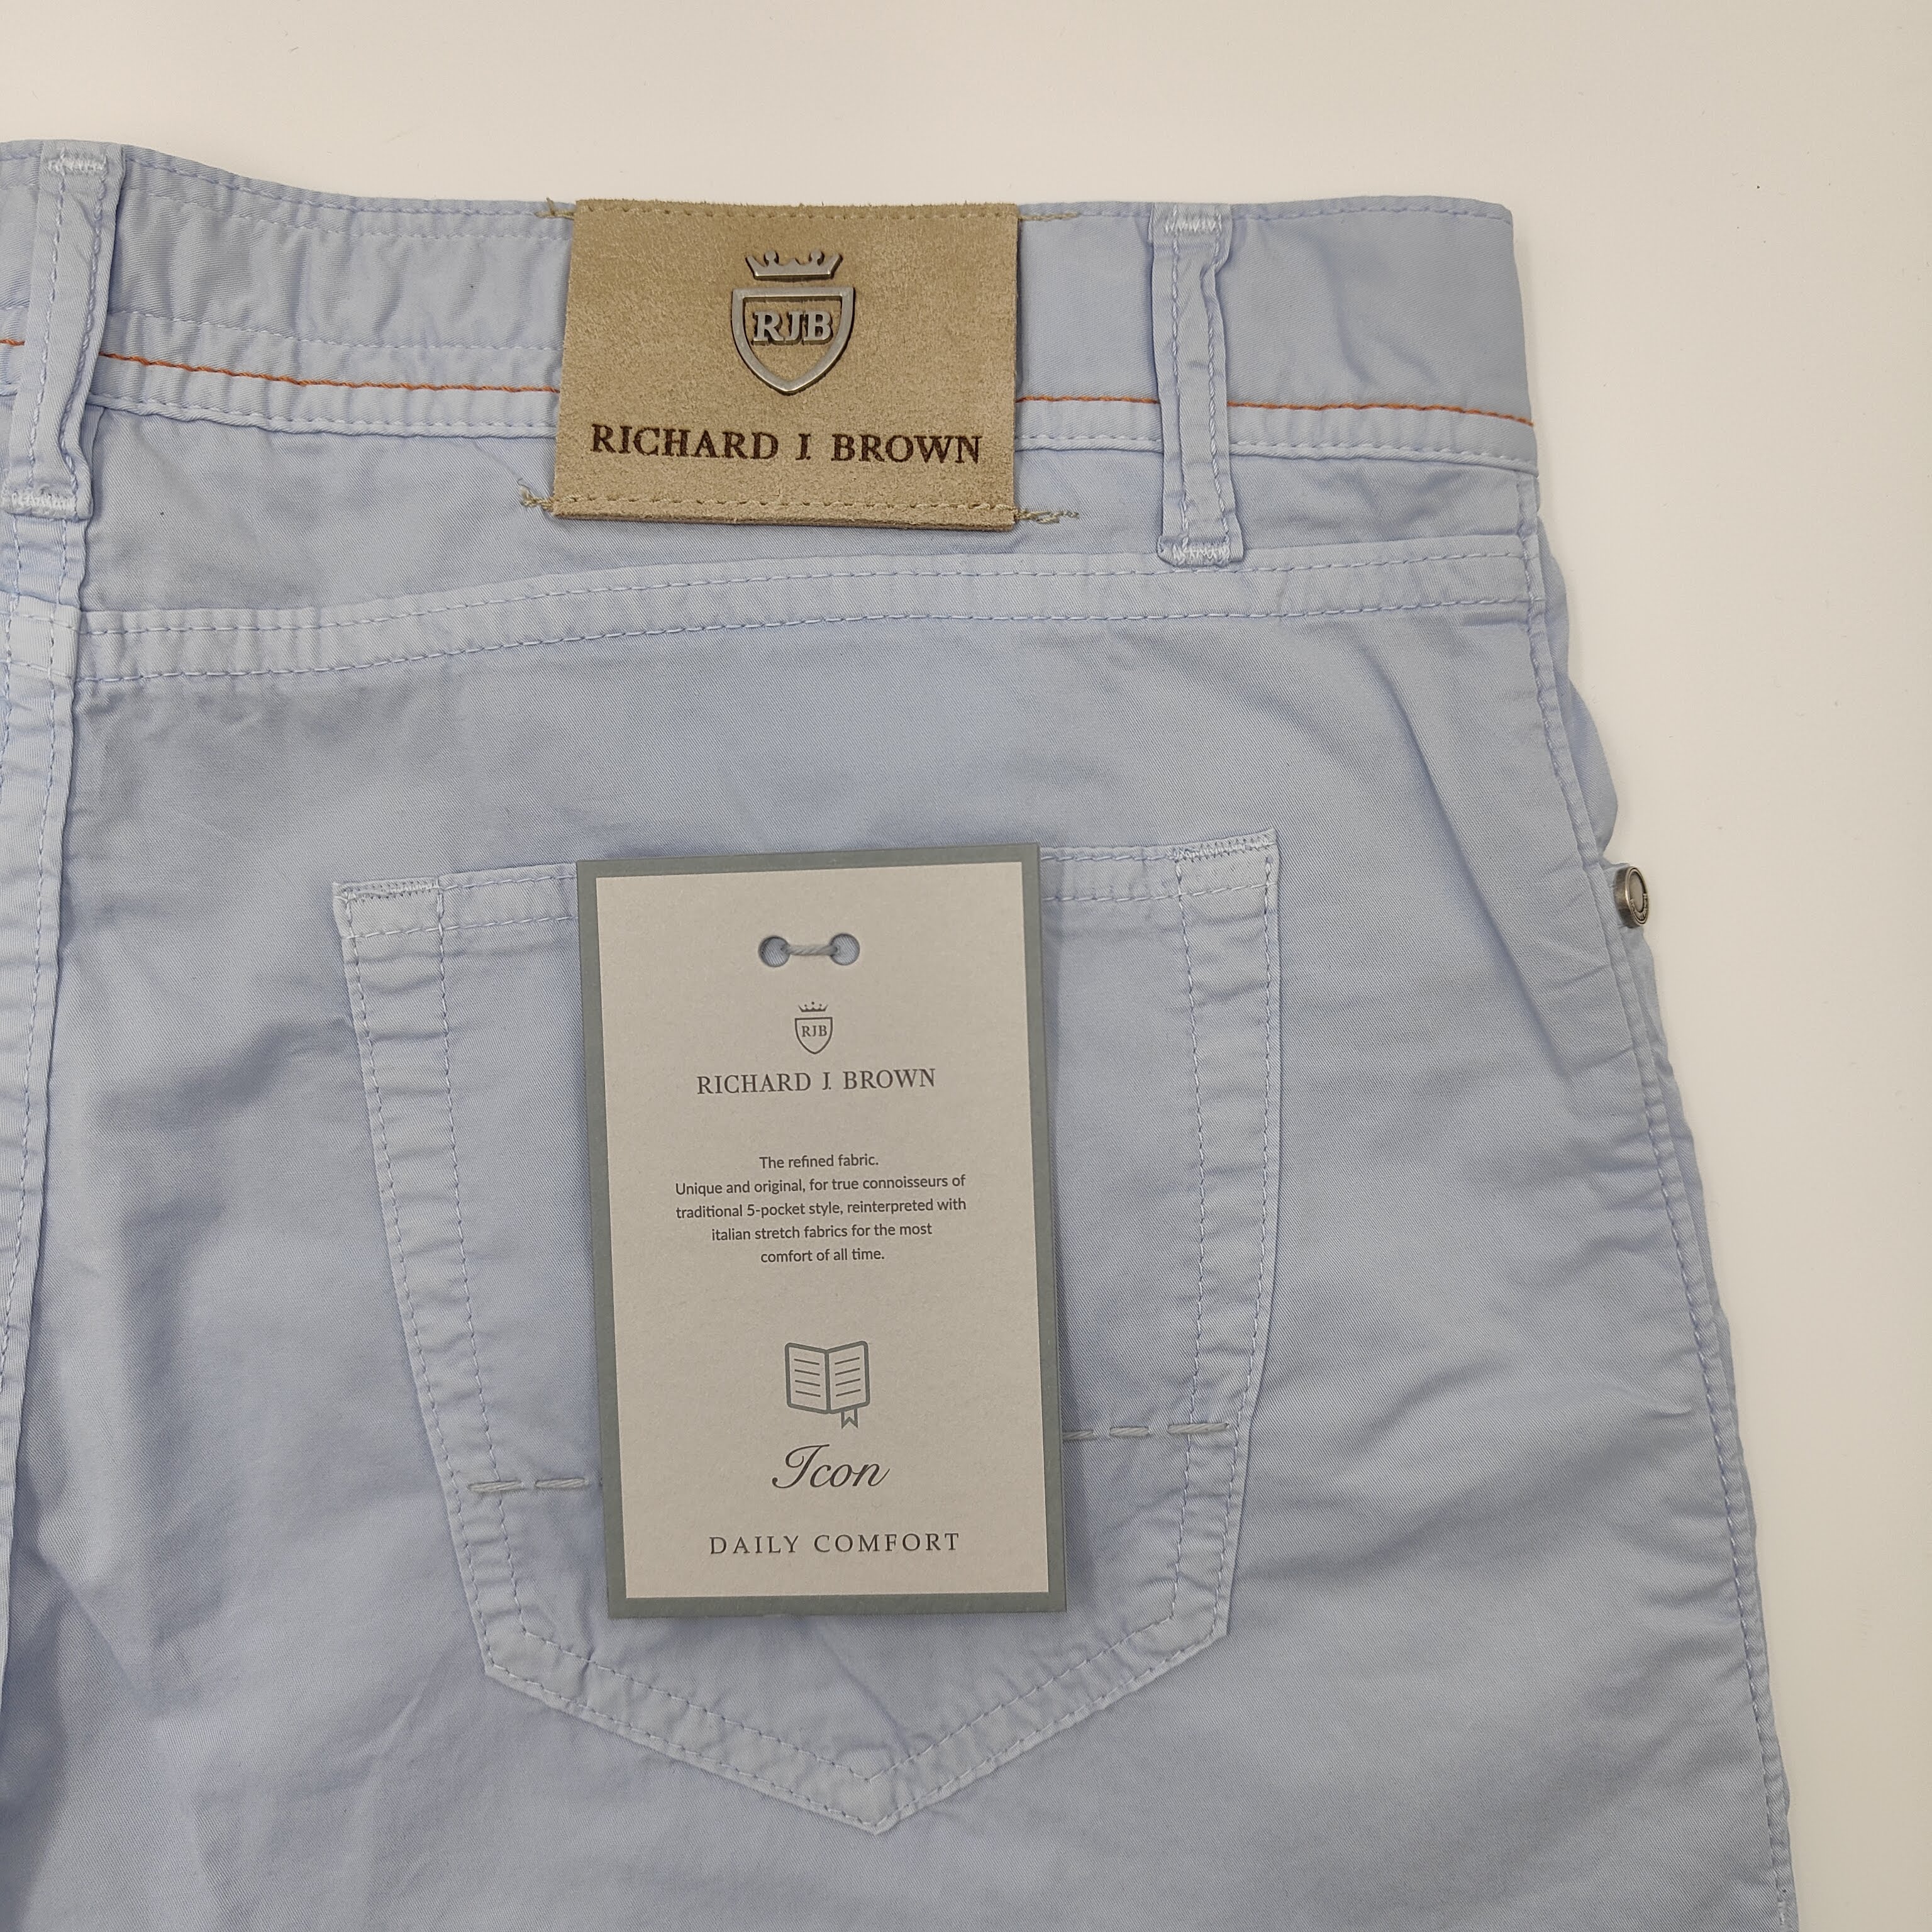 RJB
RICHARD J. BROWN
RJB
RICHARD J. BROWN
The refined fabric.
Unique and original, for true connoisseurs of
traditional 5-pocket style, reinterpreted with
italian stretch fabrics for the most
comfort of all time.
Icon
DAILY COMFORT